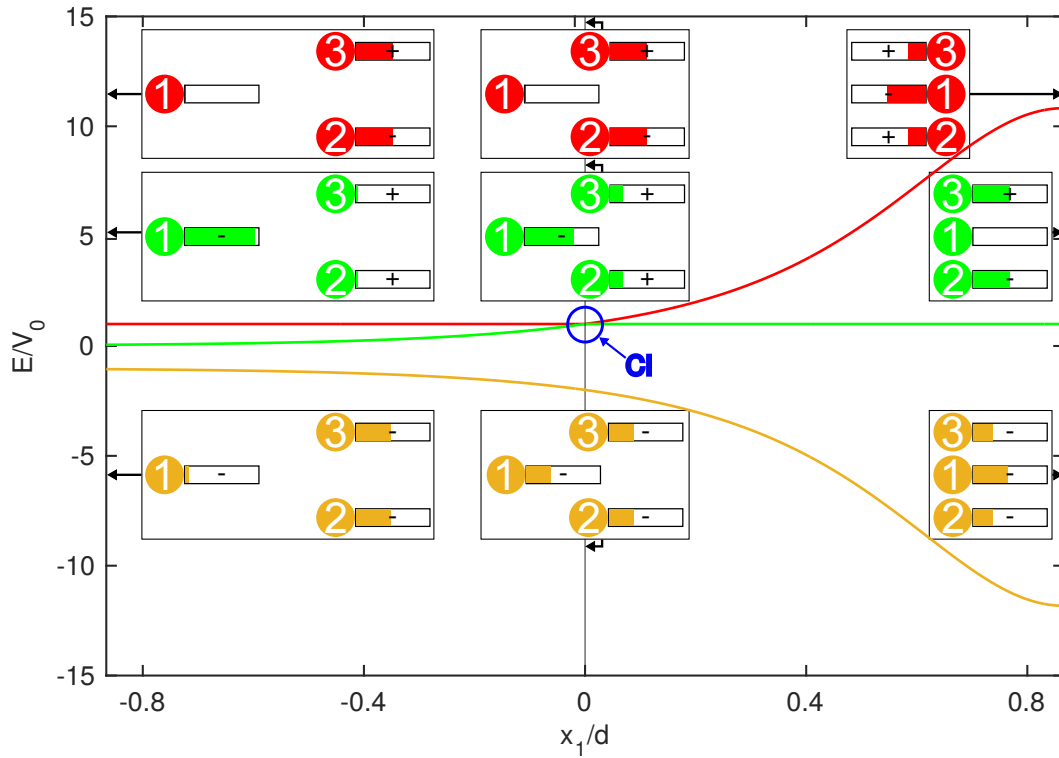 15
10
5
0
-5
-10
-15
E/V_0
-0.8 -0.4 0 0.4 0.8
x_1/d
3 + 3 + + 3
1 1 - 1
2 - 2 - + 2
3 + 3 + 3 +
1 - 1 - 1
2 + 2 + 2 -
CI
3 - 3 - 3 -
1 - 1 - 1 -
2 - 2 - 2 -